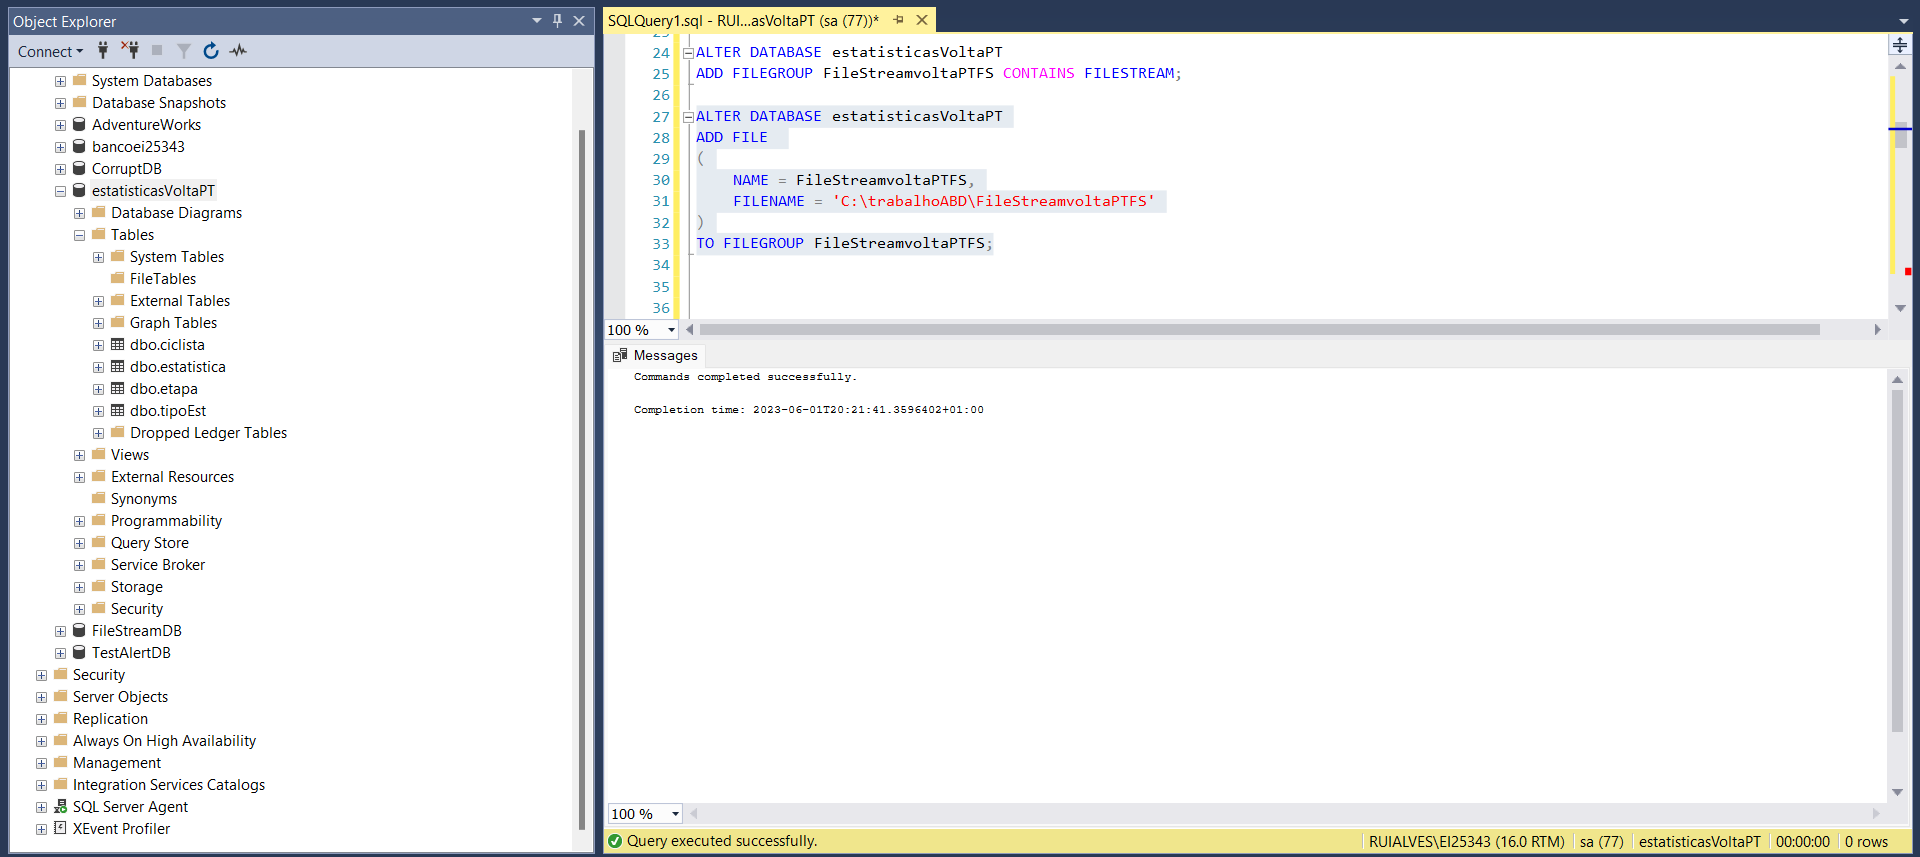 Object Explorer
Connect
System Databases
Database Snapshots
AdventureWorks
bancoei25343
CorruptDB
estatisticasVoltaPT
Database Diagrams
Tables
System Tables
FileTables
External Tables
Graph Tables
dbo.ciclista
dbo.estatistica
dbo.etapa
dbo.tipoEst
Dropped Ledger Tables
Views
External Resources
Synonyms
Programmability
Query Store
Service Broker
Storage
Security
FileStreamDB
TestAlertDB
Security
Server Objects
Replication
Always On High Availability
Management
Integration Services Catalogs
SQL Server Agent
XEvent Profiler
SQLQuery1.sql - RUI...asVoltaPT (sa (77))*
24 ALTER DATABASE estatisticasVoltaPT
25 ADD FILEGROUP FileStreamvoltaPTFS CONTAINS FILESTREAM;
26
27 ALTER DATABASE estatisticasVoltaPT
28 ADD FILE
29 (
30 NAME = FileStreamvoltaPTFS,
31 FILENAME = 'C:\trabalhoABD\FileStreamvoltaPTFS'
32 )
33 TO FILEGROUP FileStreamvoltaPTFS;
34
35
36
100 %
Messages
Commands completed successfully.
Completion time: 2023-06-01T20:21:41.3596402+01:00
100 %
Query executed successfully.
RUIALVES\EI25343 (16.0 RTM)
sa (77)
estatisticasVoltaPT
00:00:00
0 rows